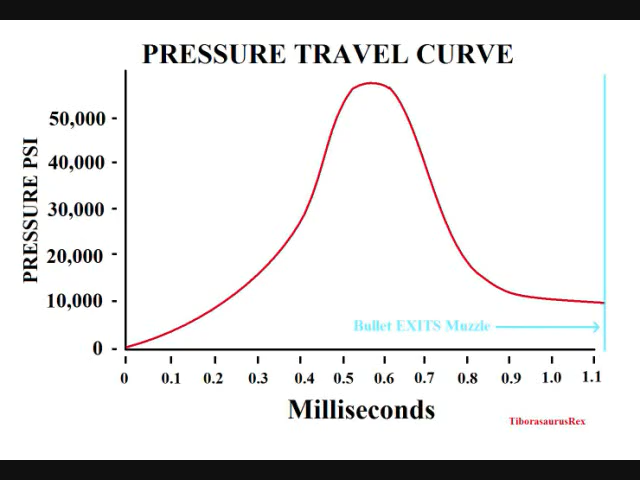 PRESSURE TRAVEL CURVE
PRESSURE PSI
50,000
40,000
30,000
20,000
10,000
0
Bullet EXITS Muzzle
0 0.1 0.2 0.3 0.4 0.5 0.6 0.7 0.8 0.9 1.0 1.1
Milliseconds
TiborasaurusRex